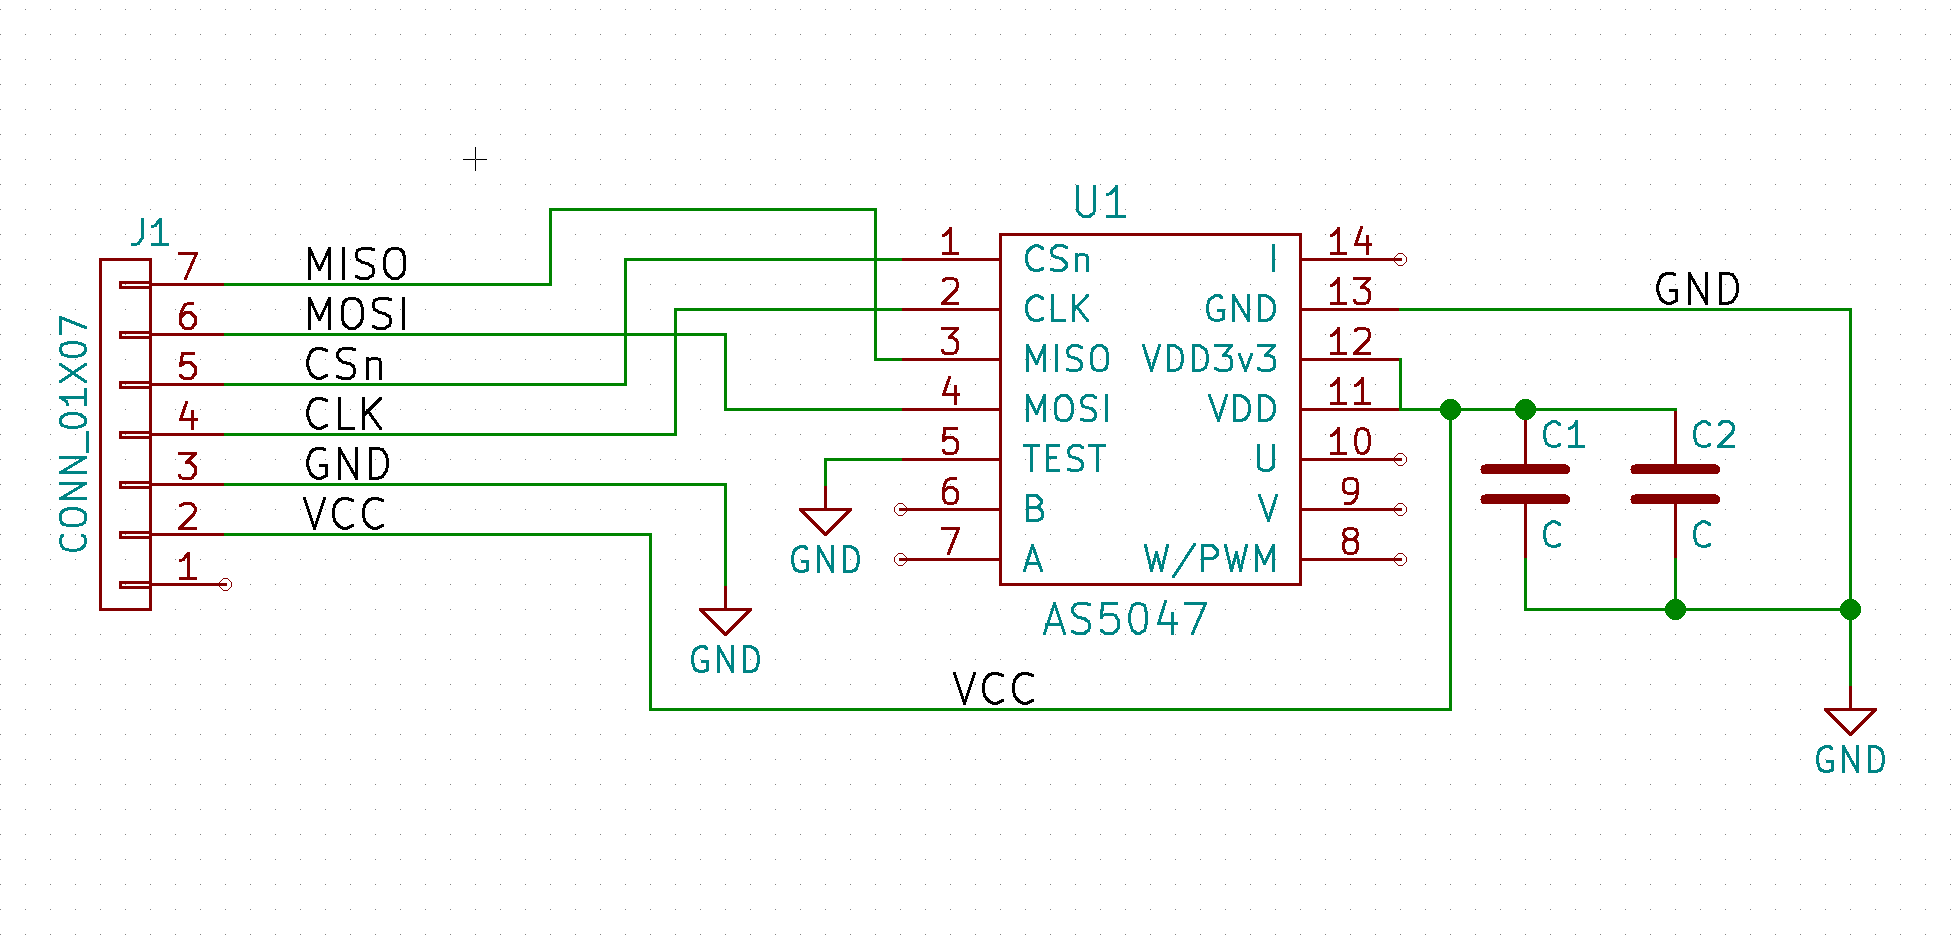 J1
CONN_01X07
7 MISO
6 MOSI
5 CSn
4 CLK
3 GND
2 VCC
1
GND
GND
VCC
U1
1 CSn I 14
2 CLK GND 13
3 MISO VDD3v3 12
4 MOSI VDD 11
5 TEST U 10
6 B V 9
7 A W/PWM 8
AS5047
GND
C1
C
C2
C
GND